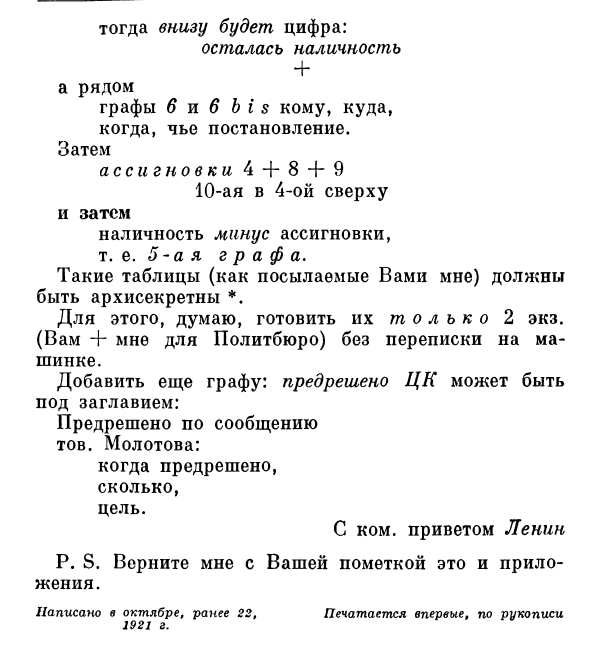 тогда внизу будет цифра:
осталась наличность
+
а рядом
графы 6 и 6 bis кому, куда,
когда, чье постановление.
Затем
ассигновки 4 + 8 + 9
10-ая в 4-ой сверху
и затем
наличность минус ассигновки,
т. е. 5-ая графа.
Такие таблицы (как посылаемые Вами мне) должны
быть архисекретны *.
Для этого, думаю, готовить их только 2 экз.
(Вам + мне для Политбюро) без переписки на ма-
шинке.
Добавить еще графу: предрешено ЦК может быть
под заглавием:
Предрешено по сообщению
тов. Молотова:
когда предрешено,
сколько,
цель.
С ком. приветом Ленин
P. S. Верните мне с Вашей пометкой это и прило-
жения.
Написано в октябре, ранее 22, Печатается впервые, по рукописи
1921 г.